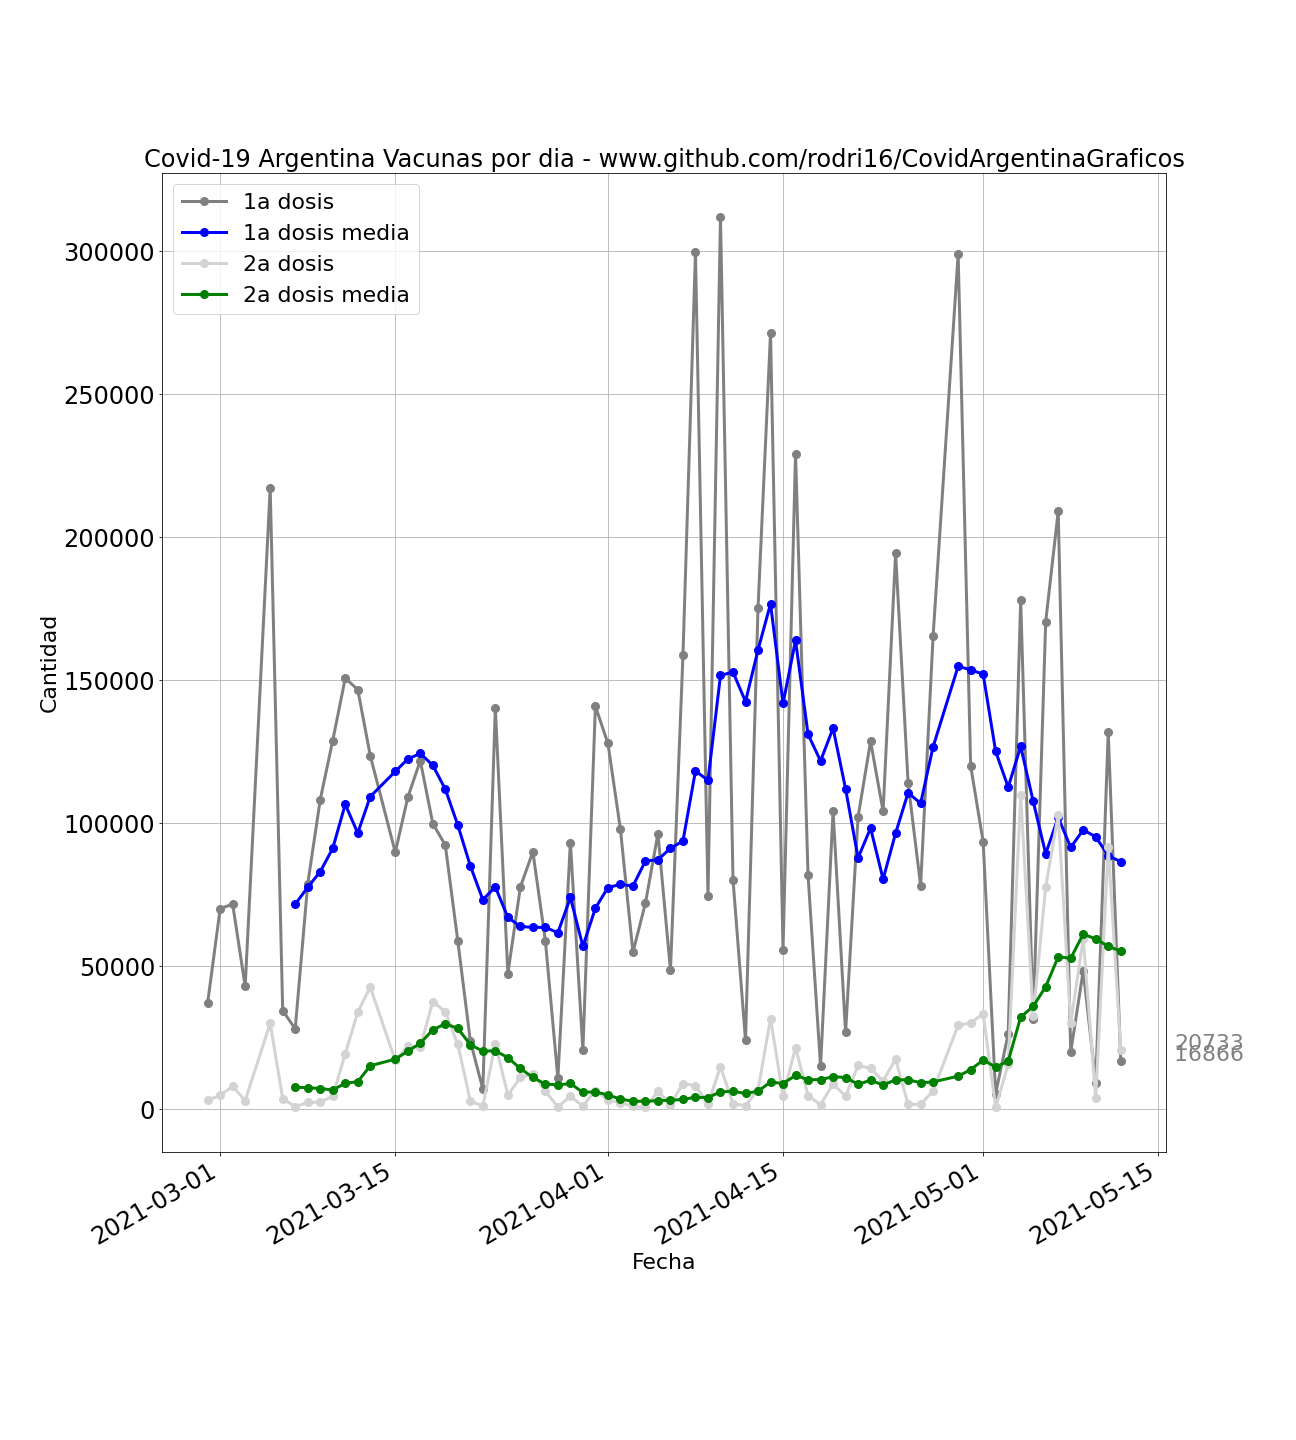 Covid-19 Argentina Vacunas por dia - www.github.com/rodri16/CovidArgentinaGraficos
1a dosis
1a dosis media
2a dosis
2a dosis media
300000
250000
200000
150000
100000
50000
0
Cantidad
20733
16866
2021-03-01
2021-03-15
2021-04-01
2021-04-15
2021-05-01
2021-05-15
Fecha